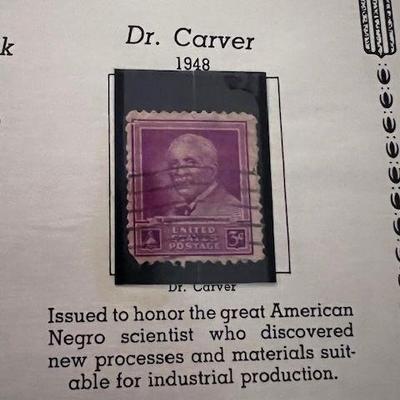 k
Dr. Carver
1948
UNITED
STATES
POSTAGE
3¢
Dr. Carver
Issued to honor the great American
Negro scientist who discovered
new processes and materials suit-
able for industrial production.